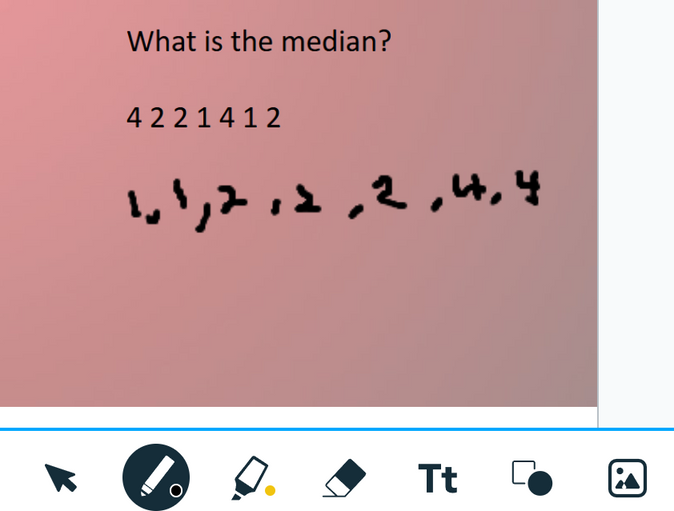 What is the median?
4 2 2 1 4 1 2
1, 1, 2, 2, 2, 4, 4
Tt